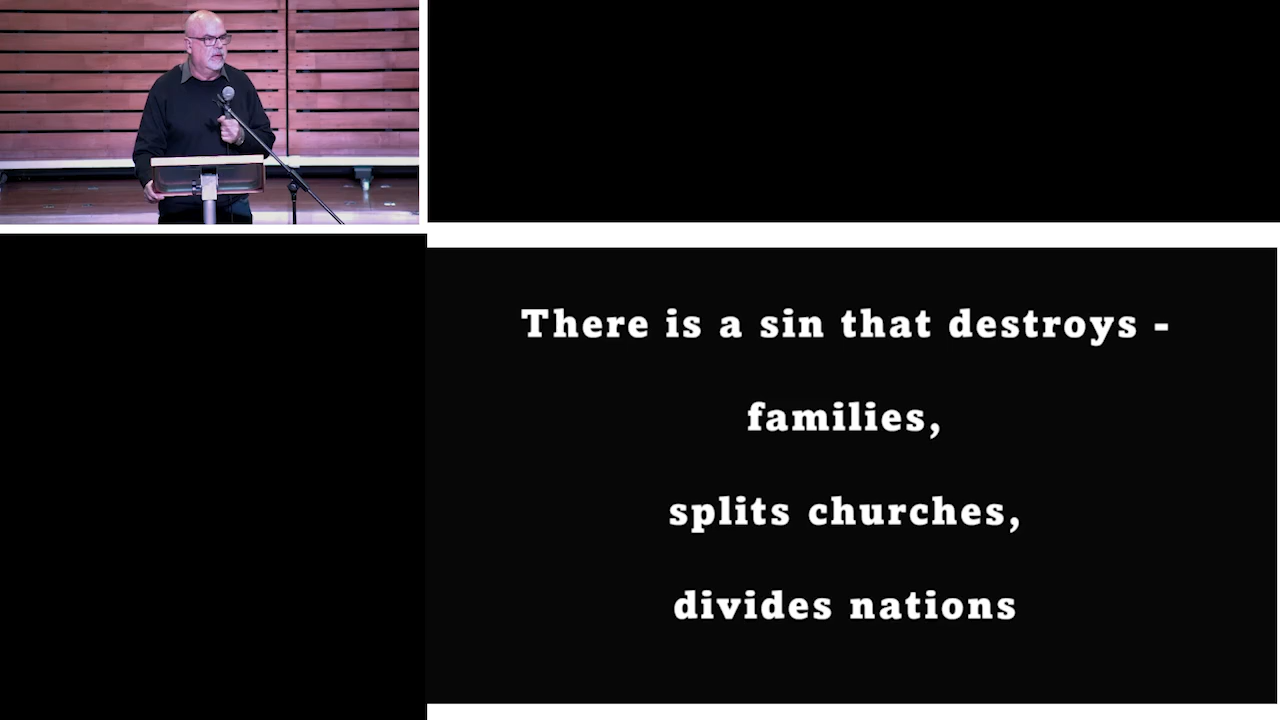 There is a sin that destroys -
families,
splits churches,
divides nations